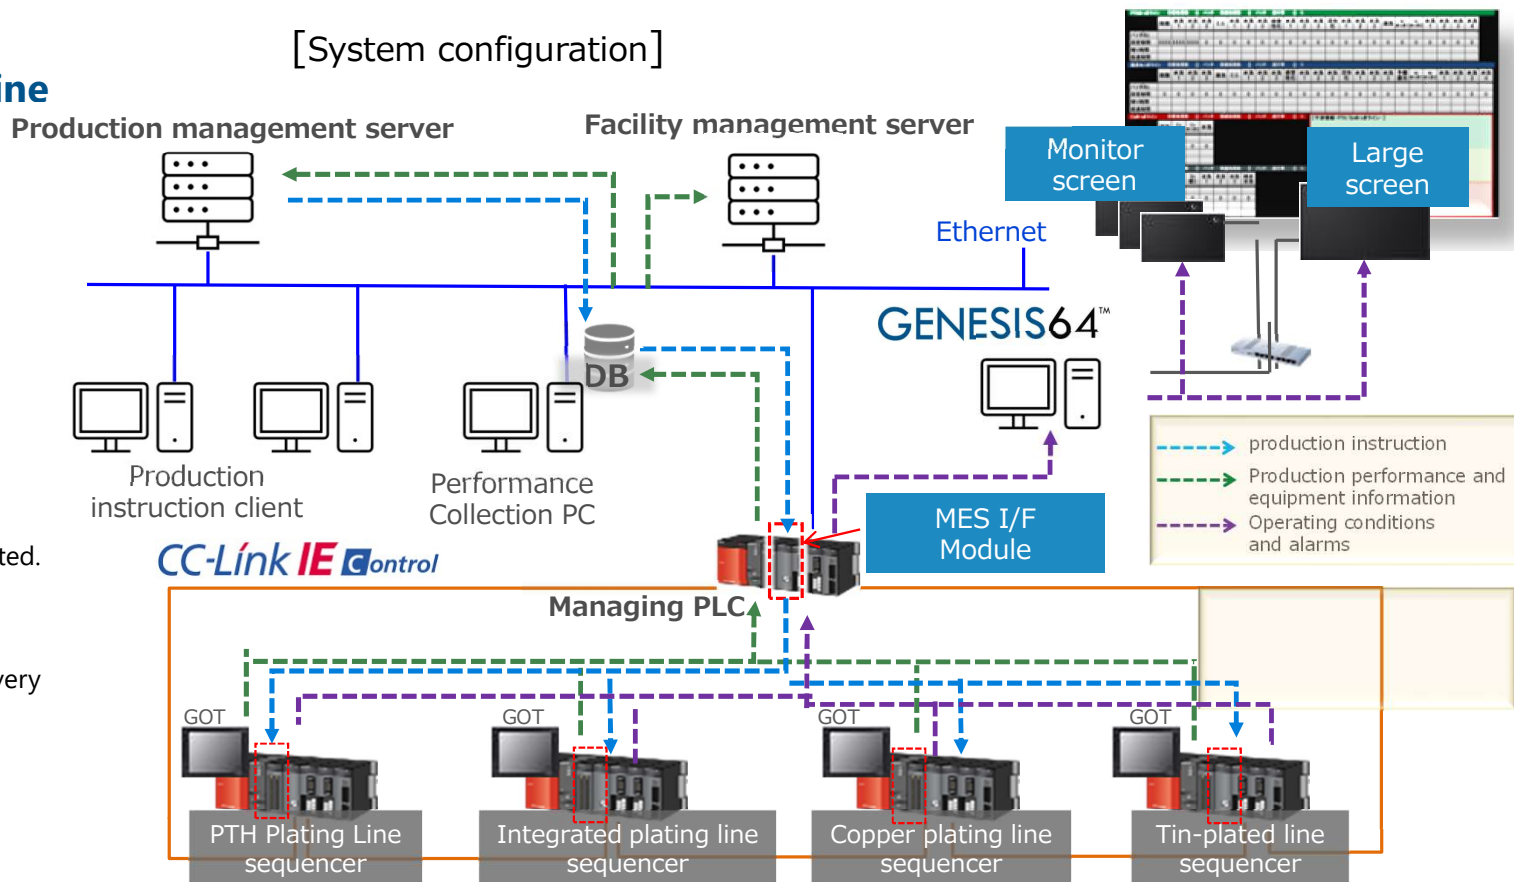 [System configuration]
ine
Production management server
Facility management server
Monitor
screen
Large
screen
Ethernet
GENESIS64™
DB
production instruction
Production performance and
equipment information
Operating conditions
and alarms
Production
instruction client
Performance
Collection PC
MES I/F
Module
ted.
CC-Link IE Control
Managing PLC
very
GOT
GOT
GOT
GOT
PTH Plating Line
sequencer
Integrated plating line
sequencer
Copper plating line
sequencer
Tin-plated line
sequencer